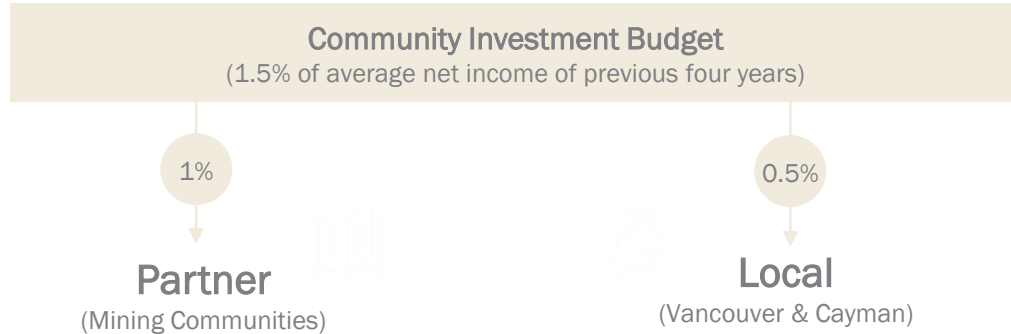 Community Investment Budget
(1.5% of average net income of previous four years)
1%
0.5%
Partner
(Mining Communities)
Local
(Vancouver & Cayman)